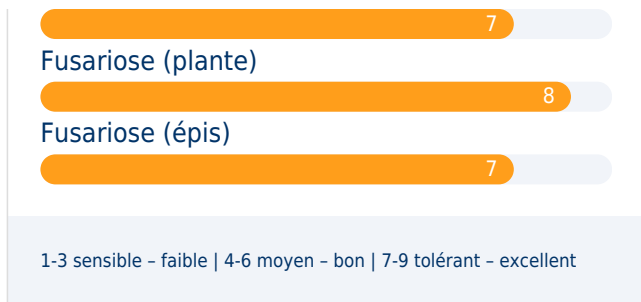 7
Fusariose (plante)
8
Fusariose (épis)
7
1-3 sensible – faible | 4-6 moyen – bon | 7-9 tolérant – excellent